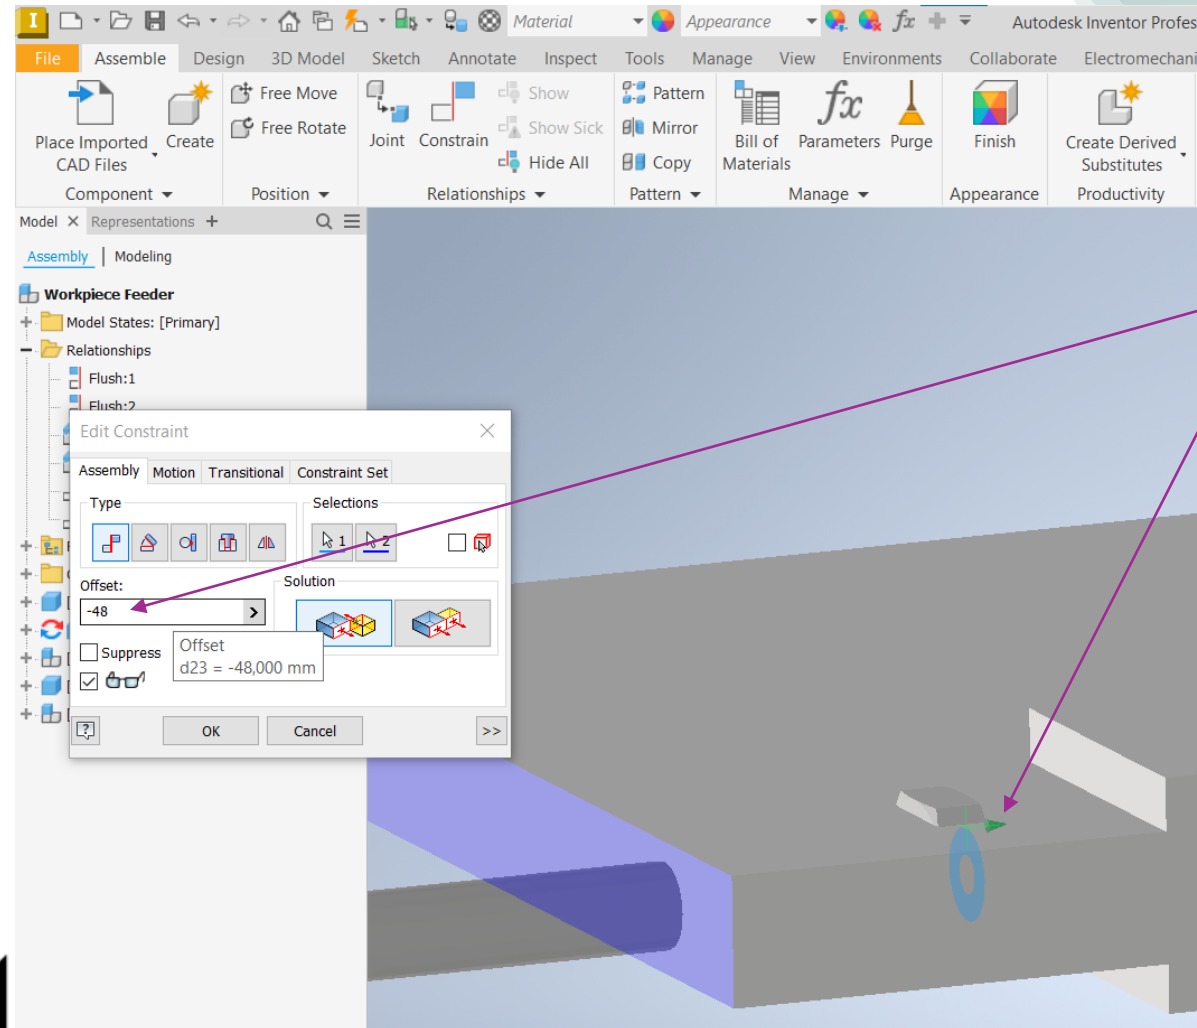 Material
Appearance
fx
Autodesk Inventor Profes
File Assemble Design 3D Model Sketch Annotate Inspect Tools Manage View Environments Collaborate Electromechani
Place Imported
CAD Files
Create
Free Move
Free Rotate
Joint
Constrain
Show
Show Sick
Hide All
Pattern
Mirror
Copy
Bill of
Materials
fx
Parameters
Purge
Finish
Create Derived
Substitutes
Component
Position
Relationships
Pattern
Manage
Appearance
Productivity
Model Representations +
Assembly | Modeling
Workpiece Feeder
Model States: [Primary]
Relationships
Flush:1
Flush:2
Edit Constraint
Assembly Motion Transitional Constraint Set
Type
Selections
1 2
Offset:
-48
>
Solution
Suppress
Offset
d23 = -48,000 mm
? OK Cancel >>